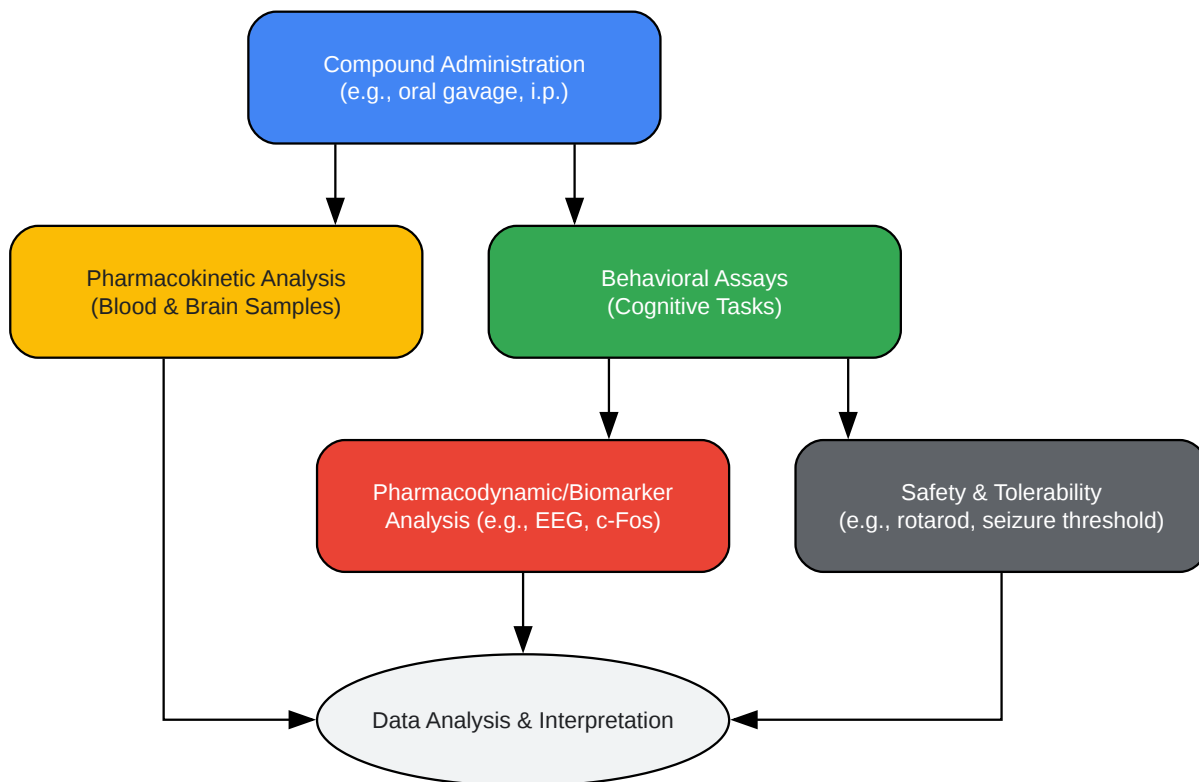 Compound Administration
(e.g., oral gavage, i.p.)
Pharmacokinetic Analysis
(Blood & Brain Samples)
Behavioral Assays
(Cognitive Tasks)
Pharmacodynamic/Biomarker
Analysis (e.g., EEG, c-Fos)
Safety & Tolerability
(e.g., rotarod, seizure threshold)
Data Analysis & Interpretation